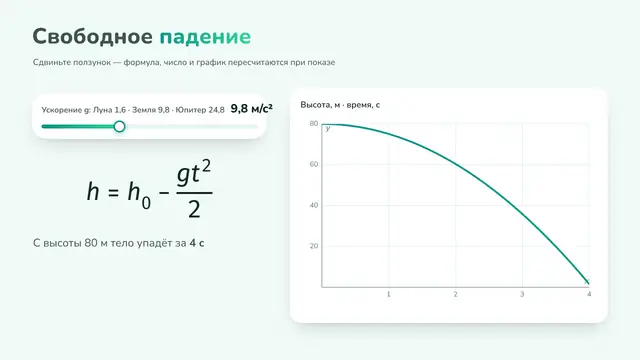 Свободное падение
Сдвиньте ползунок — формула, число и график пересчитаются при показе
Ускорение g: Луна 1,6 · Земля 9,8 · Юпитер 24,8 9,8 м/с²
h = h₀ − gt²/2
С высоты 80 м тело упадёт за 4 с
Высота, м · время, с
80
y
60
40
20
x
1 2 3 4